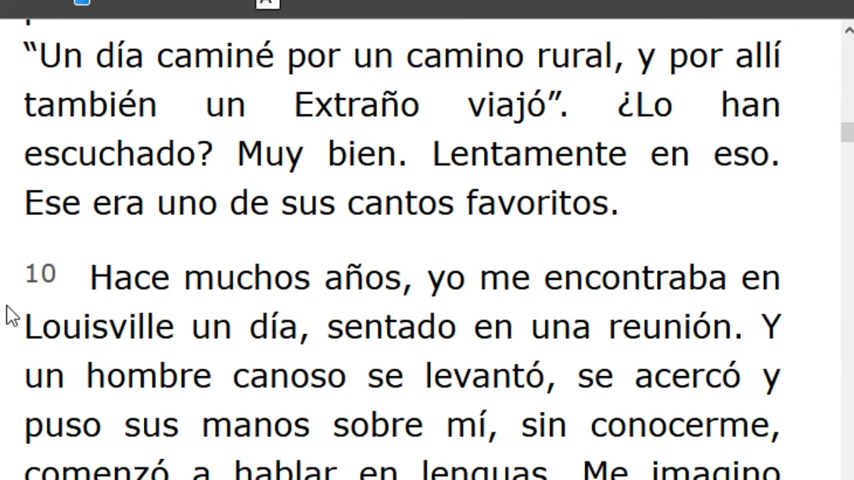 “Un día caminé por un camino rural, y por allí
también un Extraño viajó”. ¿Lo han
escuchado? Muy bien. Lentamente en eso.
Ese era uno de sus cantos favoritos.
10 Hace muchos años, yo me encontraba en
Louisville un día, sentado en una reunión. Y
un hombre canoso se levantó, se acercó y
puso sus manos sobre mí, sin conocerme,
comenzó a hablar en lenguas. Me imagino